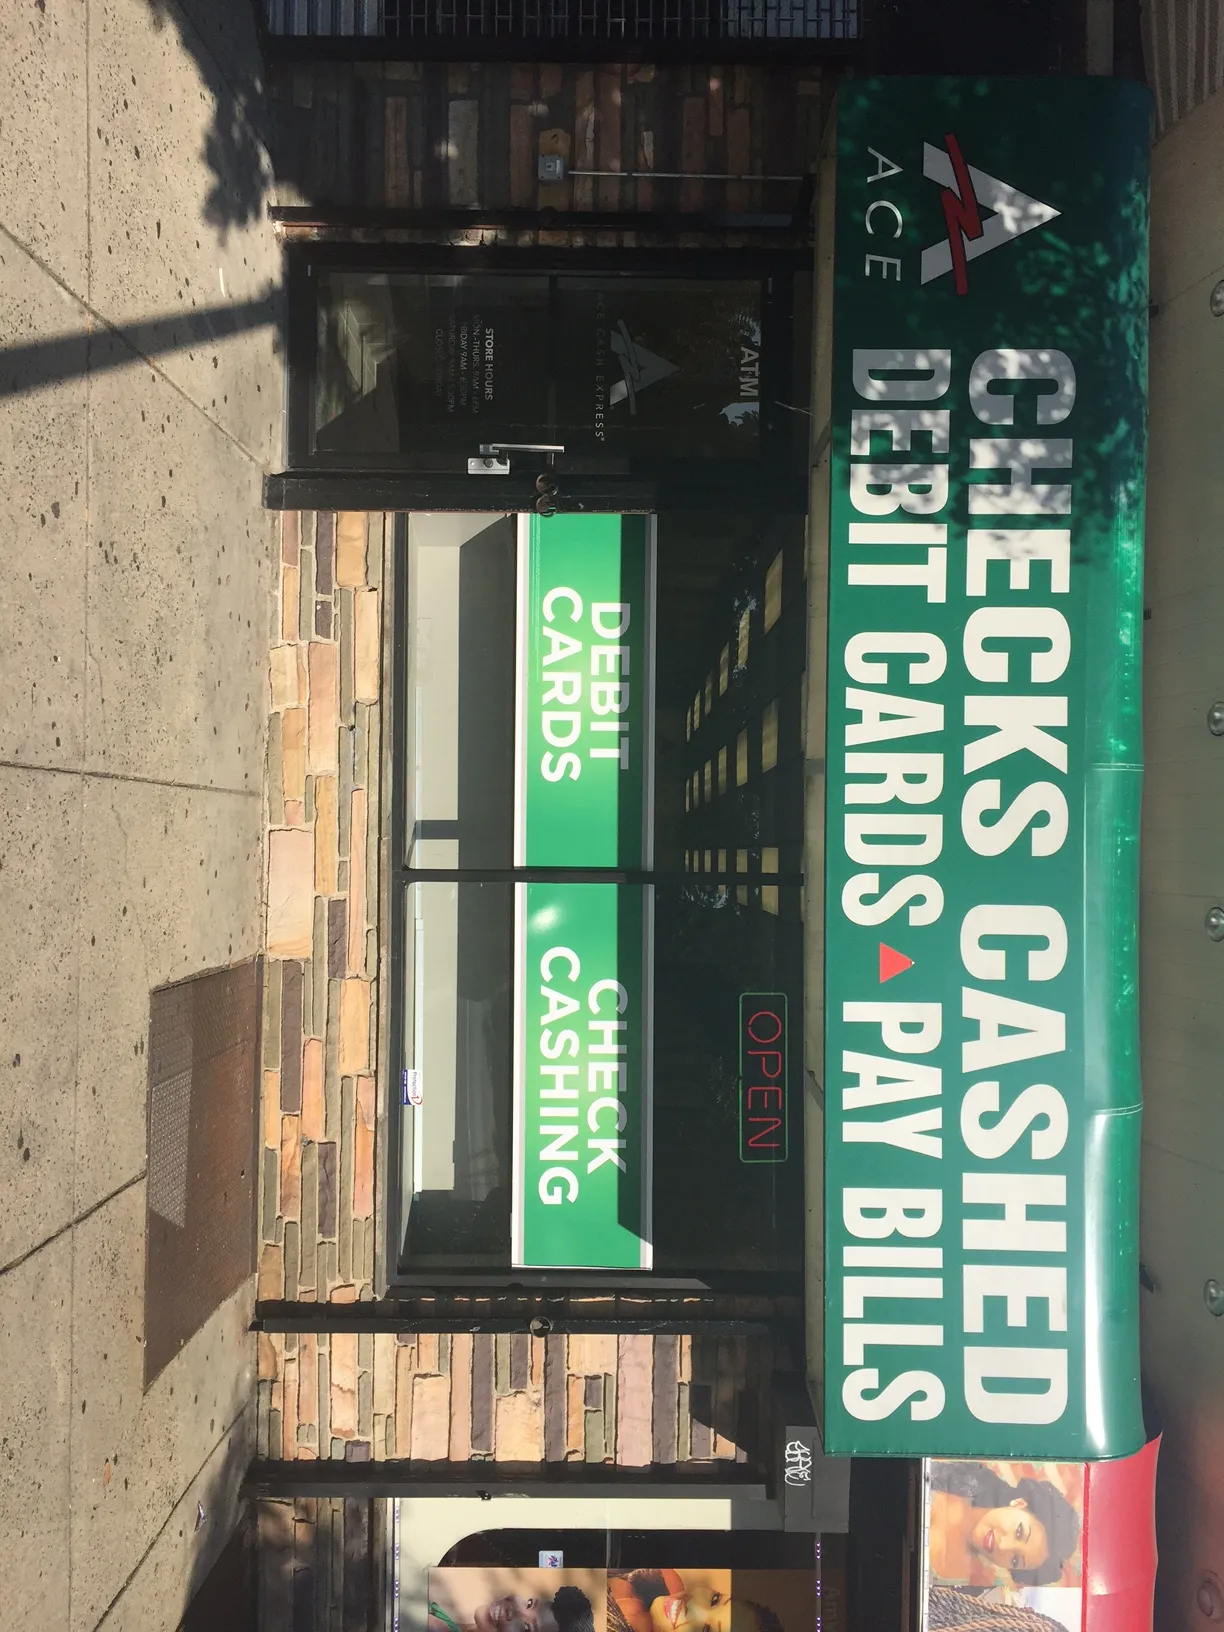 ACE
CHECKS CASHED
DEBIT CARDS PAY BILLS
ATM
ACE CASH EXPRESS
STORE HOURS
OPEN
DEBIT
CARDS
CHECK
CASHING